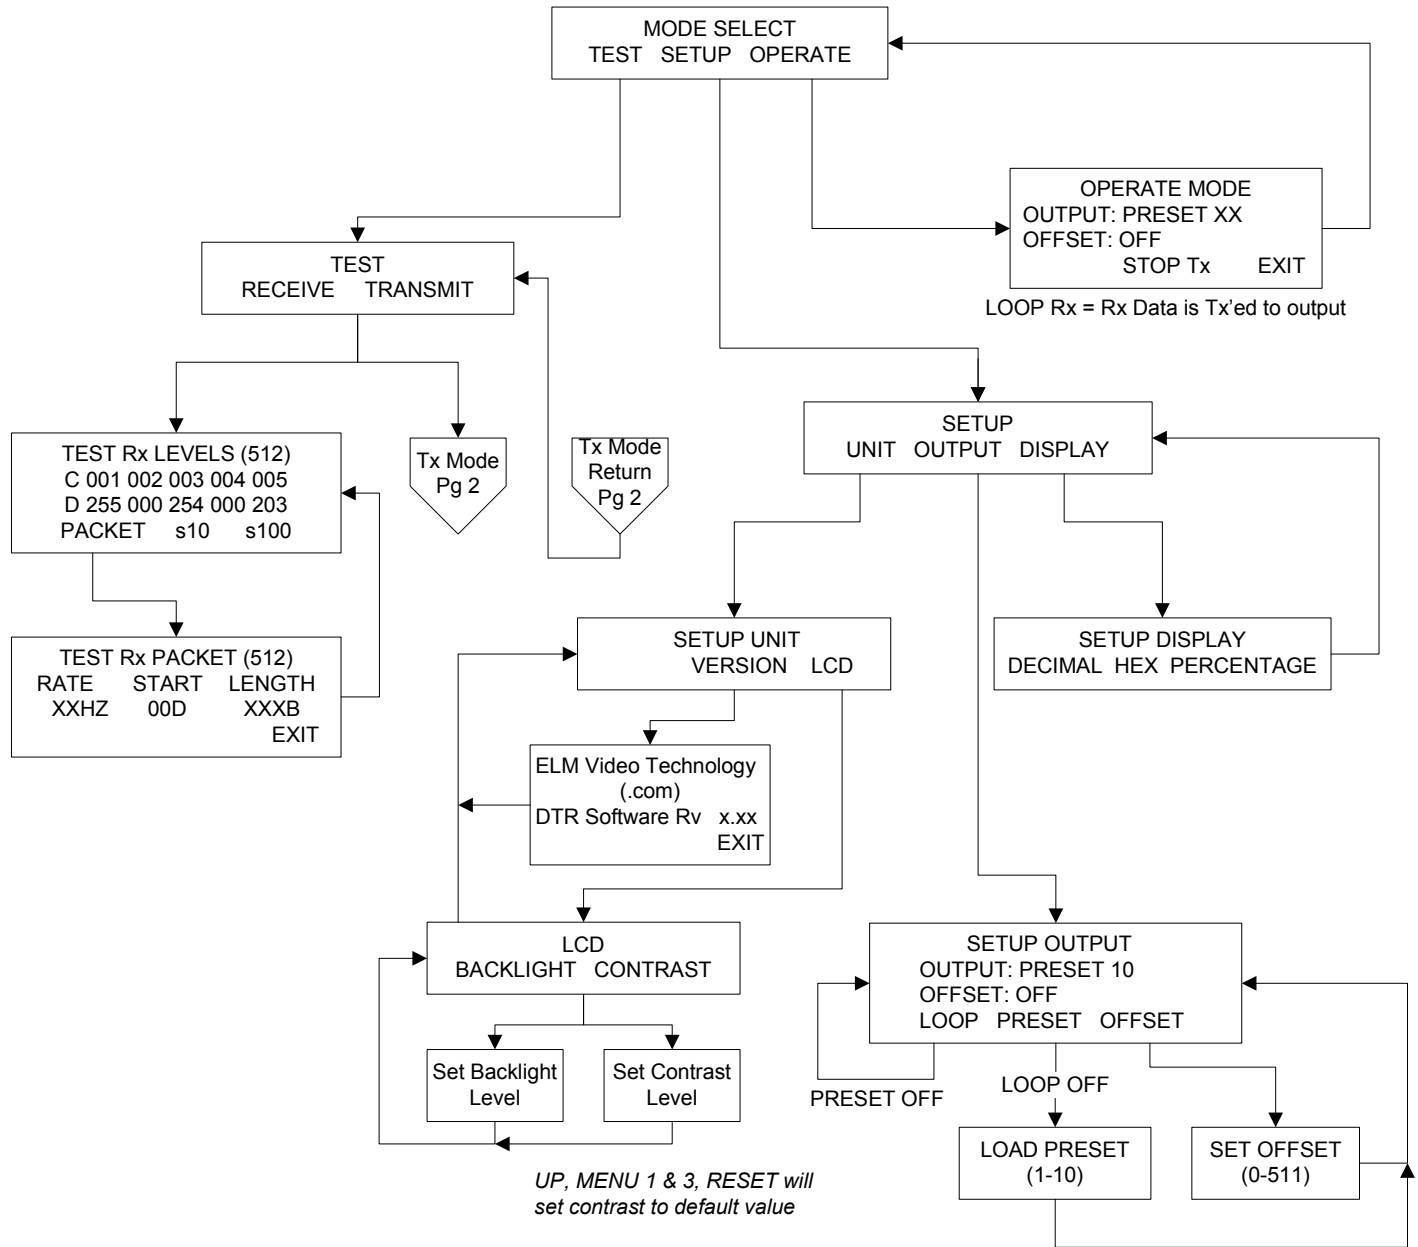 MODE SELECT
TEST SETUP OPERATE
OPERATE MODE
OUTPUT: PRESET XX
OFFSET: OFF
STOP Tx EXIT
LOOP Rx = Rx Data is Tx'ed to output
TEST
RECEIVE TRANSMIT
SETUP
UNIT OUTPUT DISPLAY
TEST Rx LEVELS (512)
C 001 002 003 004 005
D 255 000 254 000 203
PACKET s10 s100
Tx Mode
Pg 2
Tx Mode
Return
Pg 2
TEST Rx PACKET (512)
RATE START LENGTH
XXHZ 00D XXXB
EXIT
SETUP UNIT
VERSION LCD
SETUP DISPLAY
DECIMAL HEX PERCENTAGE
ELM Video Technology
(.com)
DTR Software Rv x.xx
EXIT
LCD
BACKLIGHT CONTRAST
SETUP OUTPUT
OUTPUT: PRESET 10
OFFSET: OFF
LOOP PRESET OFFSET
Set Backlight
Level
Set Contrast
Level
PRESET OFF
LOOP OFF
LOAD PRESET
(1-10)
SET OFFSET
(0-511)
UP, MENU 1 & 3, RESET will
set contrast to default value